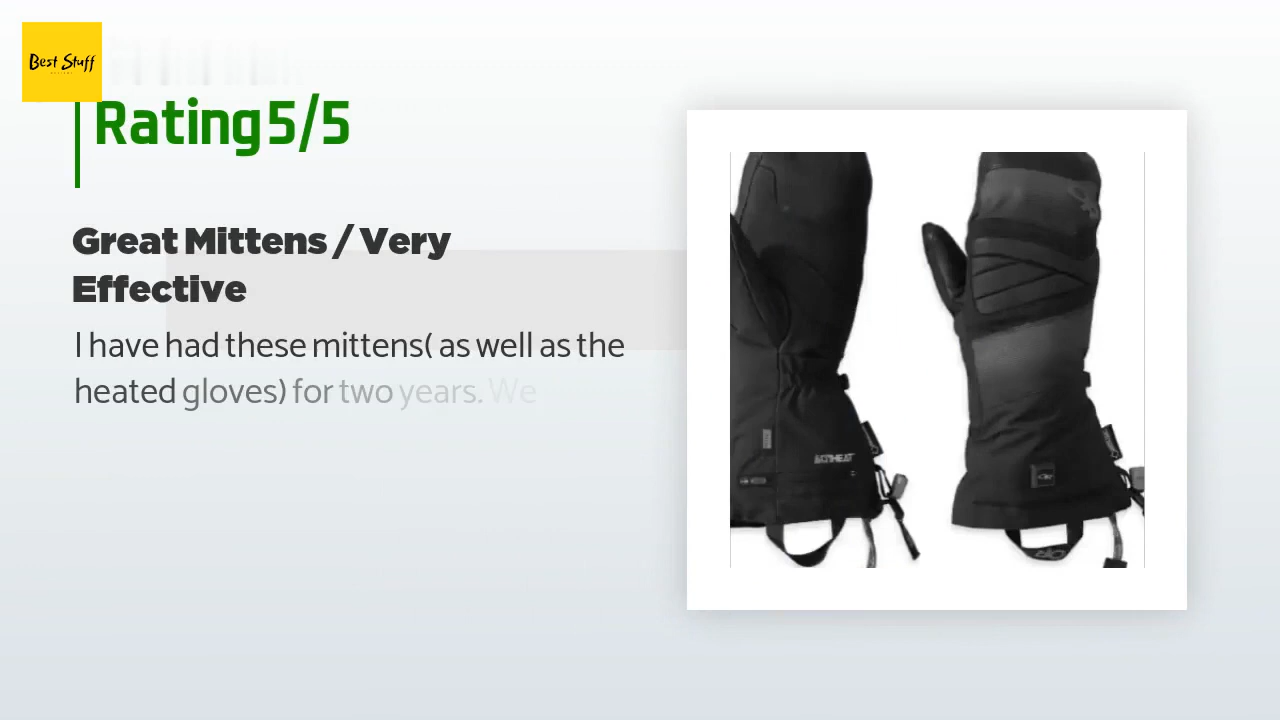 Best Stuff
Rating 5/5
Great Mittens / Very
Effective
I have had these mittens( as well as the
heated gloves) for two years. We